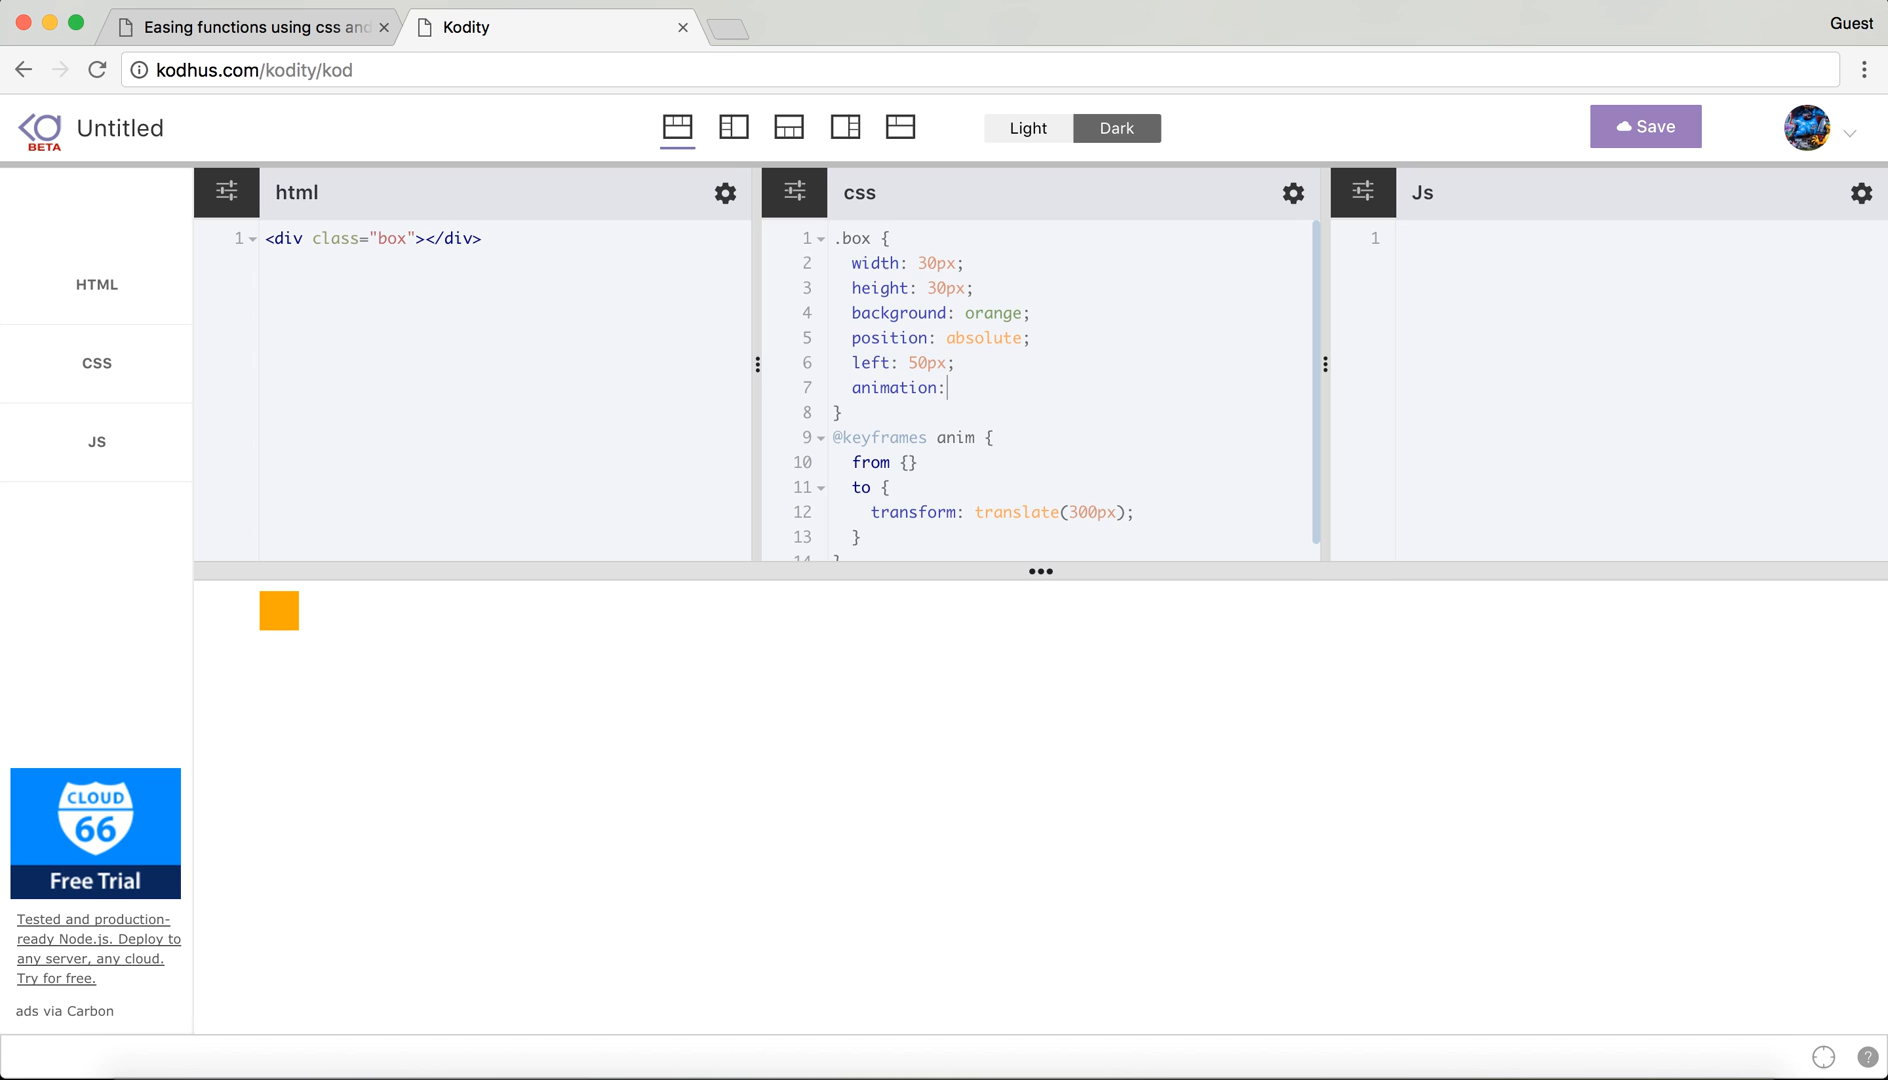 Easing functions using css and
Kodity
Guest
kodhus.com/kodity/kod
BETA
Untitled
Light
Dark
Save
html
css
Js
HTML
CSS
JS
1 <div class="box"></div>
1 .box {
2 width: 30px;
3 height: 30px;
4 background: orange;
5 position: absolute;
6 left: 50px;
7 animation:
8 }
9 @keyframes anim {
10 from {}
11 to {
12 transform: translate(300px);
13 }
14 }
1
CLOUD
66
Free Trial
Tested and production-
ready Node.js. Deploy to
any server, any cloud.
Try for free.
ads via Carbon
?